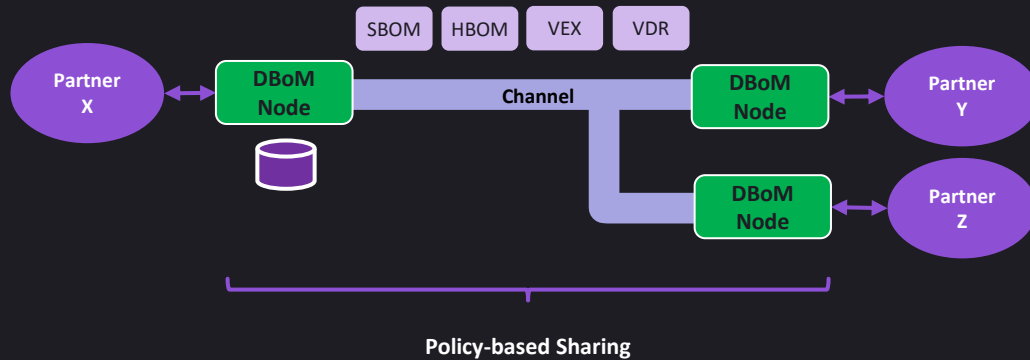 SBOM
HBOM
VEX
VDR
Partner
X
DBoM
Node
Channel
DBoM
Node
Partner
Y
DBoM
Node
Partner
Z
Policy-based Sharing